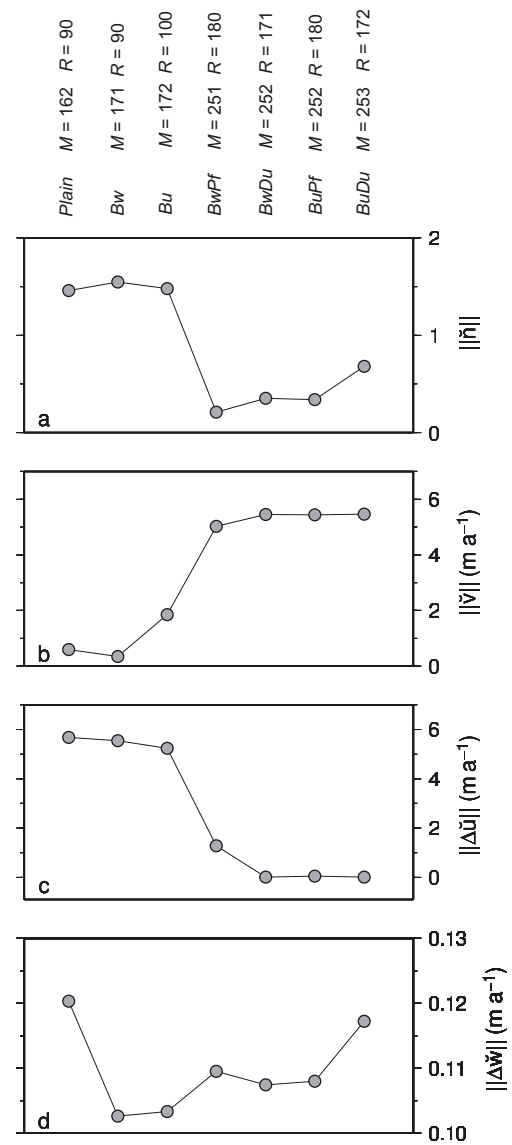 Plain M = 162 R = 90
Bw M = 171 R = 90
Bu M = 172 R = 100
BwPf M = 251 R = 180
BwDu M = 252 R = 171
BuPf M = 252 R = 180
BuDu M = 253 R = 172
2
1
0
||n̆||
a
6
4
2
0
||v̆|| (m a⁻¹)
b
6
4
2
0
||Δŭ|| (m a⁻¹)
c
0.13
0.12
0.11
0.10
||Δw̆|| (m a⁻¹)
d